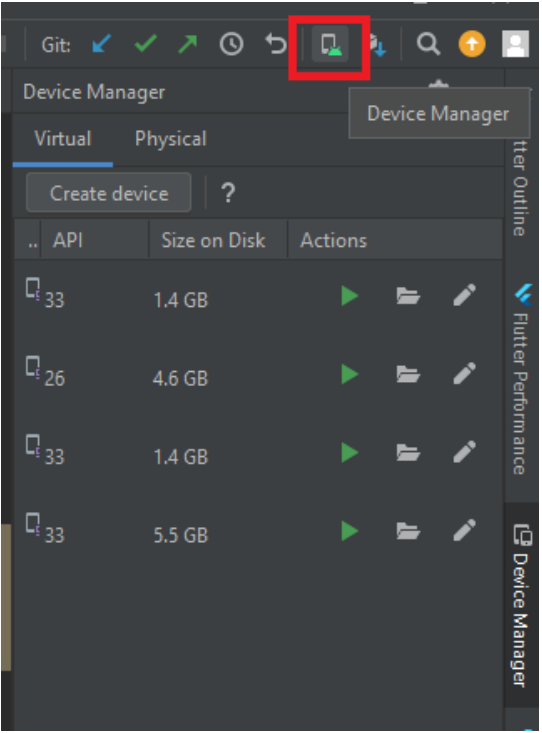 Git:
Device Manager
Device Manager
Virtual Physical
Create device ?
.. API Size on Disk Actions
33 1.4 GB
26 4.6 GB
33 1.4 GB
33 5.5 GB
Outline
Flutter Performance
Device Manager